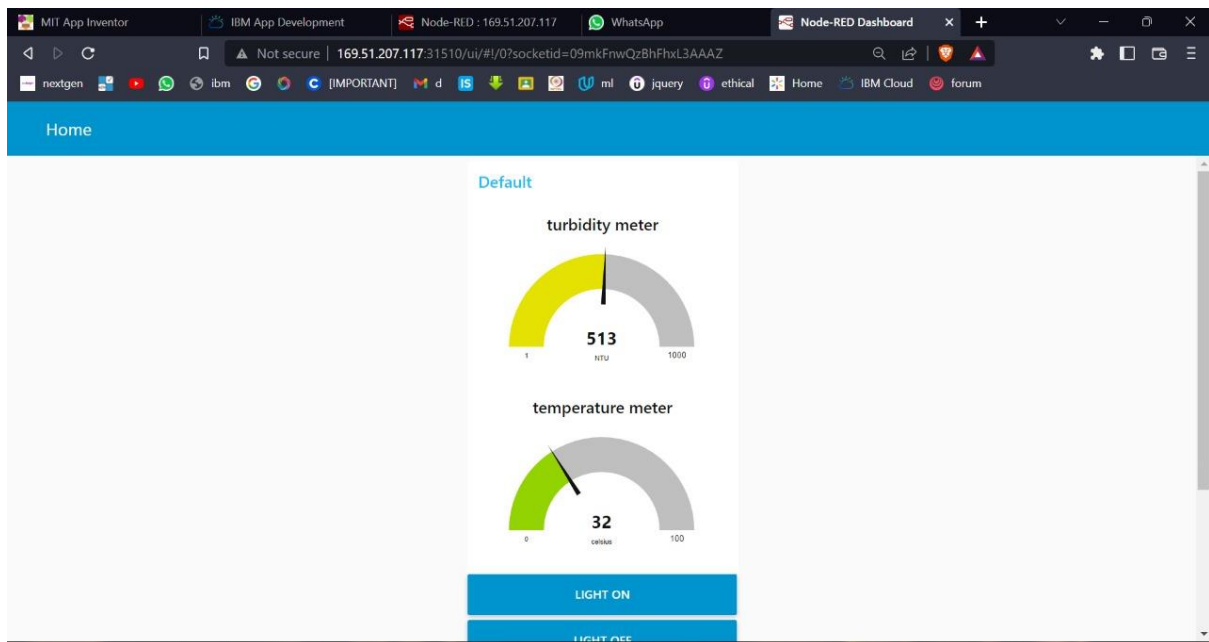 MIT App Inventor IBM App Development Node-RED : 169.51.207.117 WhatsApp Node-RED Dashboard
Not secure 169.51.207.117:31510/ui/#!/0?socketid=09mkFnwQzBhFhxL3AAAZ
nextgen ibm [IMPORTANT] d ml jquery ethical Home IBM Cloud forum
Home
Default
turbidity meter
513
1 NTU 1000
temperature meter
32
0 celsius 100
LIGHT ON
LIGHT OFF